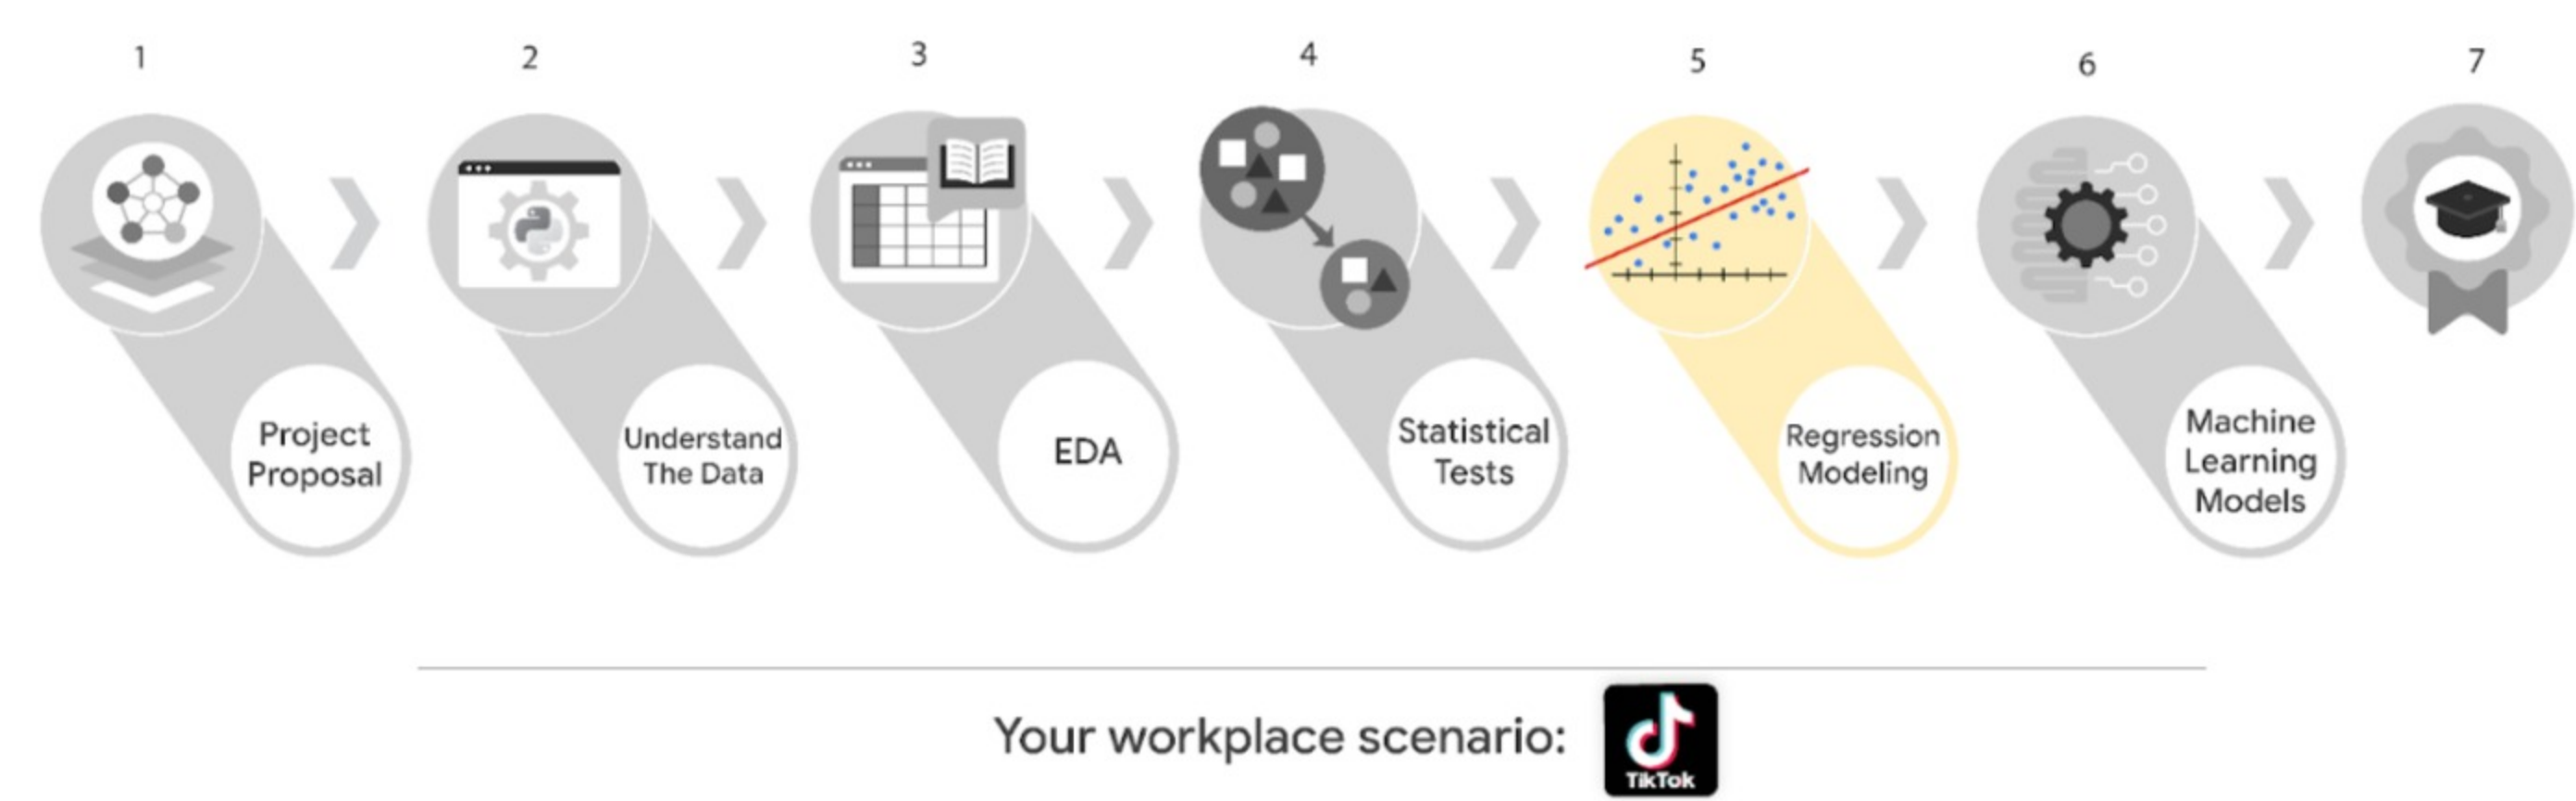 1
2
3
4
5
6
7
Project
Proposal
Understand
The Data
EDA
Statistical
Tests
Regression
Modeling
Machine
Learning
Models
Your workplace scenario:
TikTok